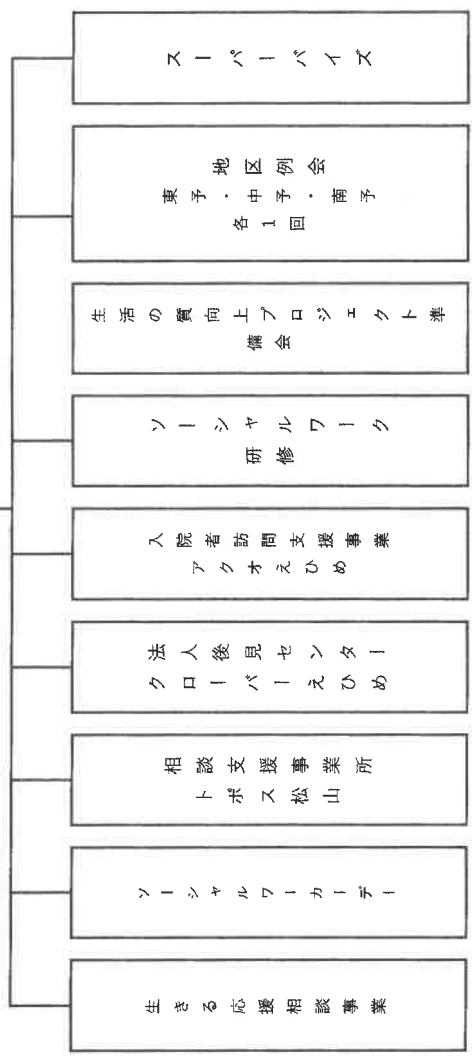 スーパーバイズ
地区例会
東予・中予・南予
各1回
生活の質向上プロジェクト準
備会
ソーシャルワーク
研修
入院者訪問支援事業
アクオえひめ
法人後見センター
クローバーえひめ
相談支援事業所
トポス松山
ソーシャルワーカーデー
生きる応援相談事業